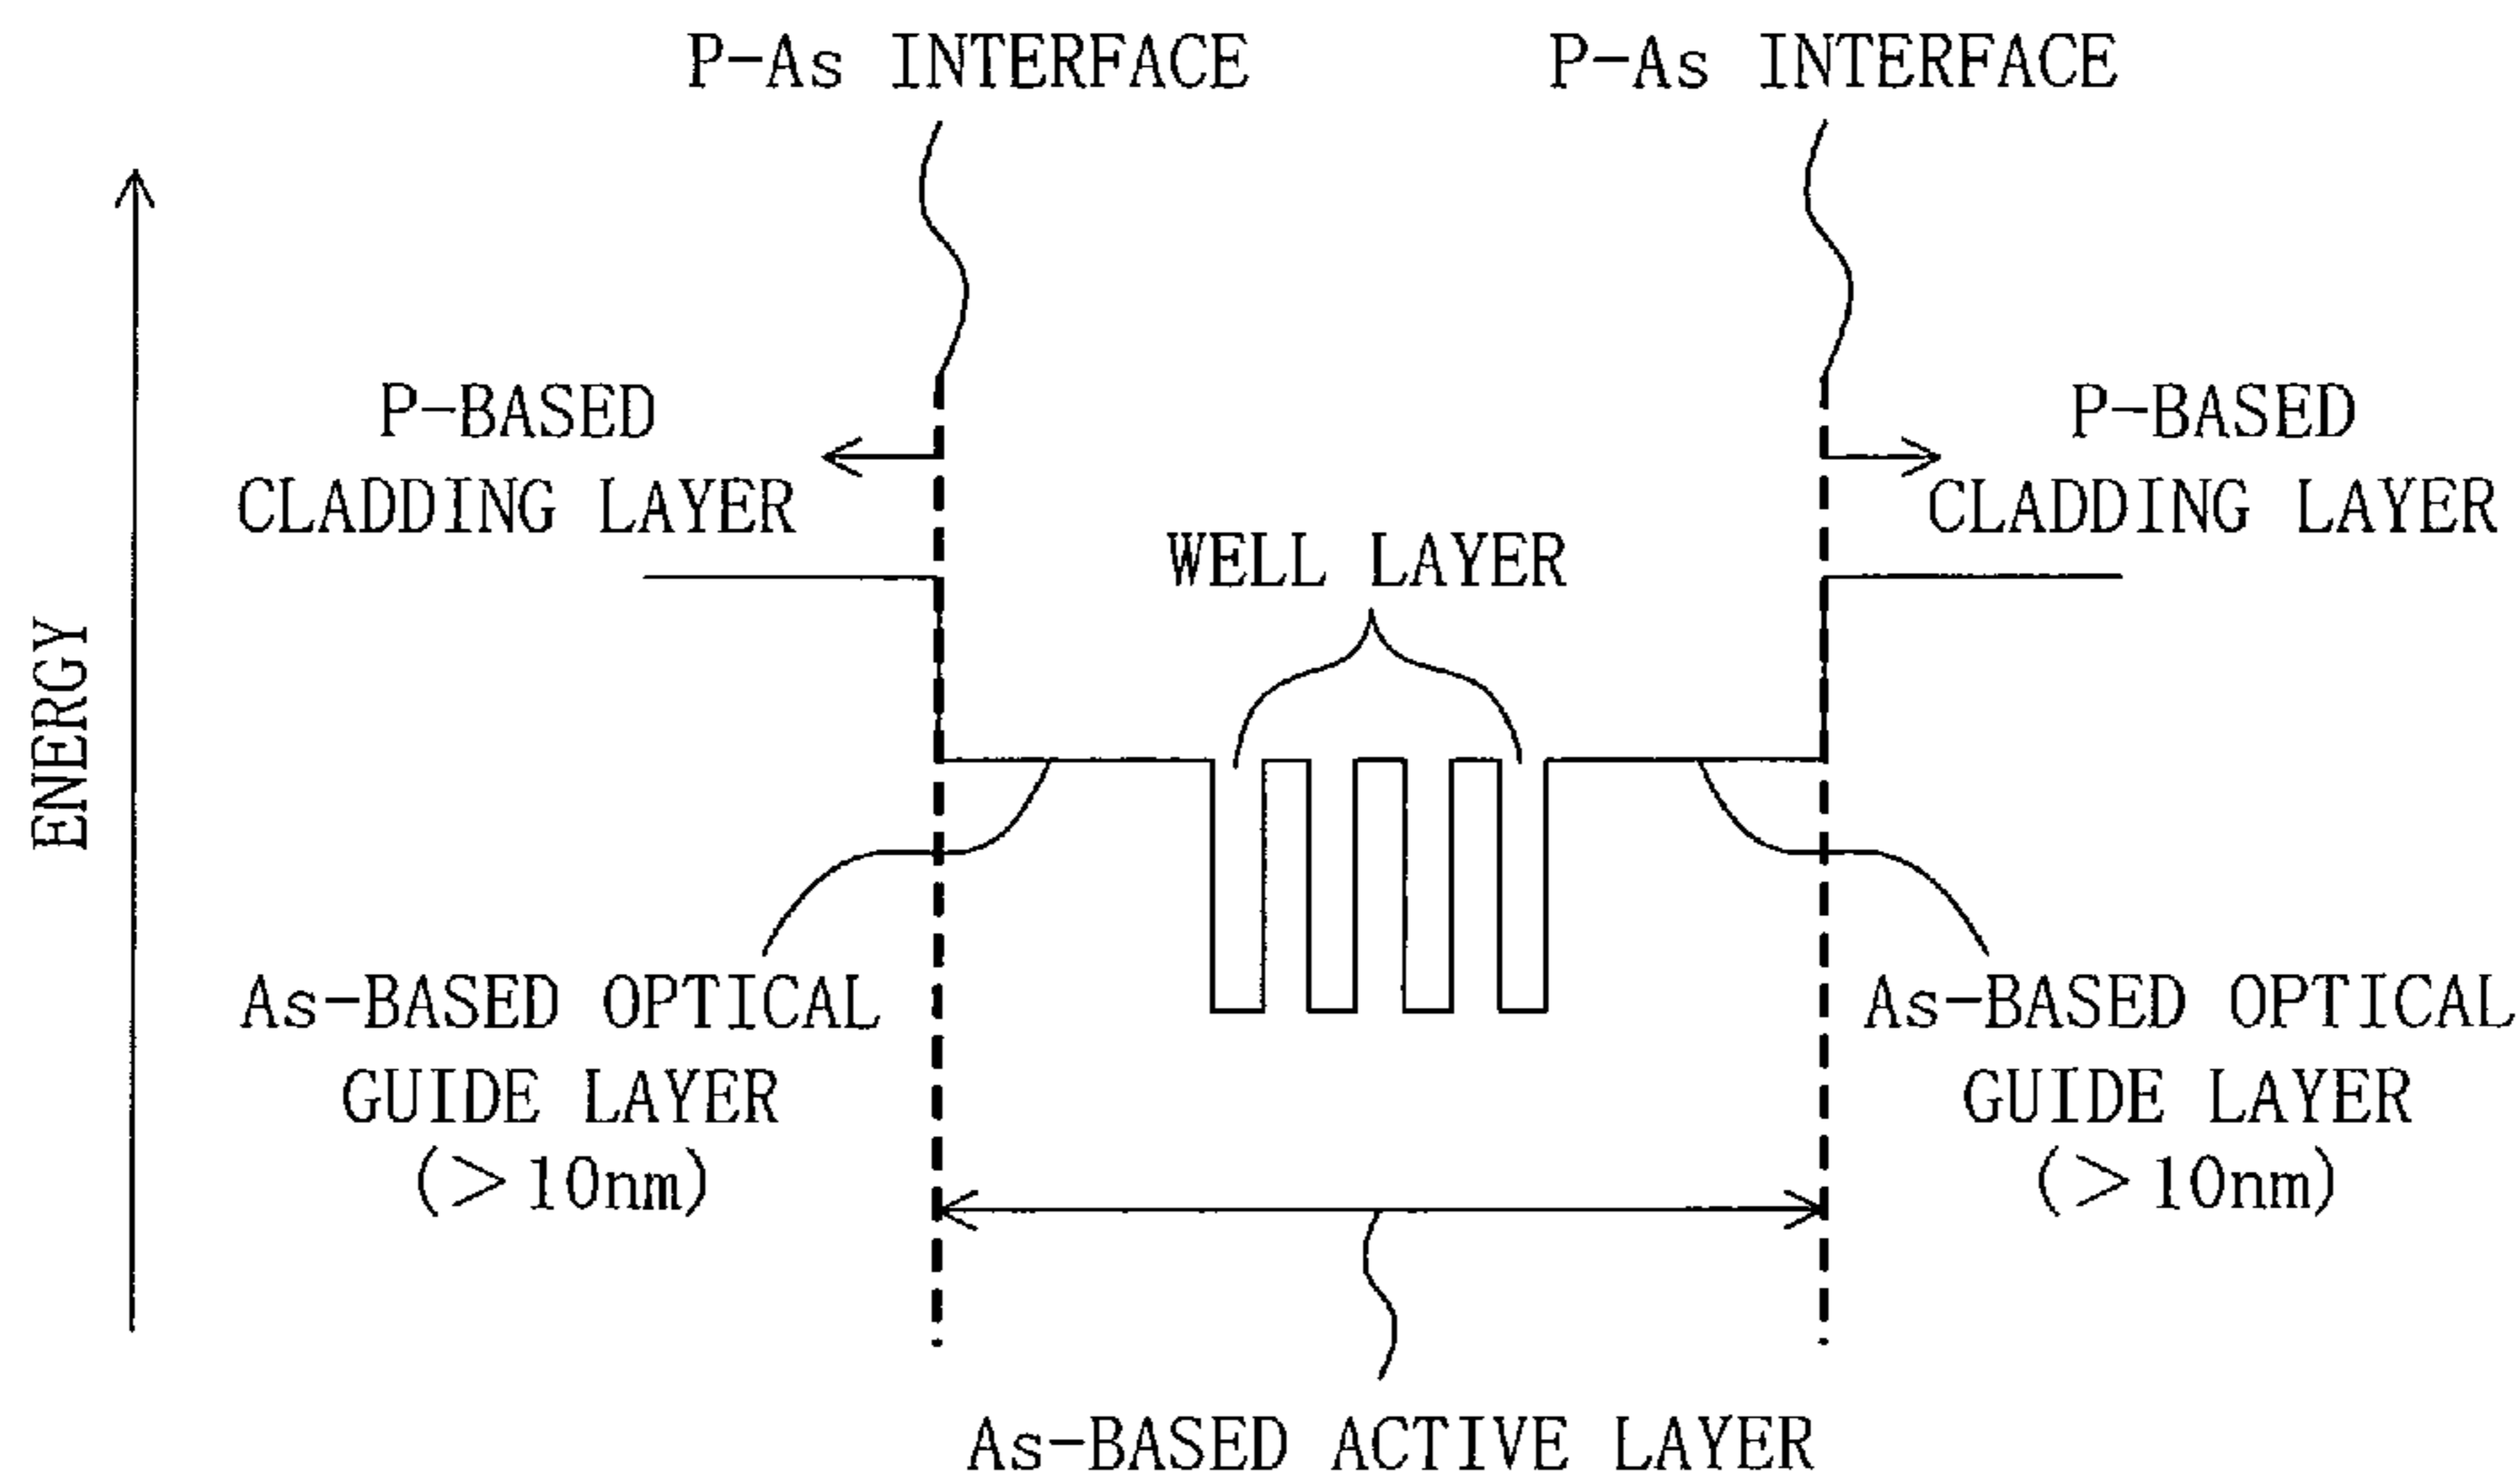 P-As INTERFACE
P-As INTERFACE
P-BASED
CLADDING LAYER
P-BASED
CLADDING LAYER
WELL LAYER
ENERGY
As-BASED OPTICAL
GUIDE LAYER
(>10nm)
As-BASED OPTICAL
GUIDE LAYER
(>10nm)
As-BASED ACTIVE LAYER